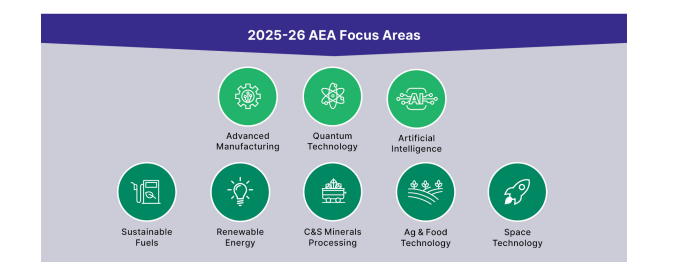 2025-26 AEA Focus Areas
AI
Advanced
Manufacturing
Quantum
Technology
Artificial
Intelligence
Sustainable
Fuels
Renewable
Energy
C&S Minerals
Processing
Ag & Food
Technology
Space
Technology